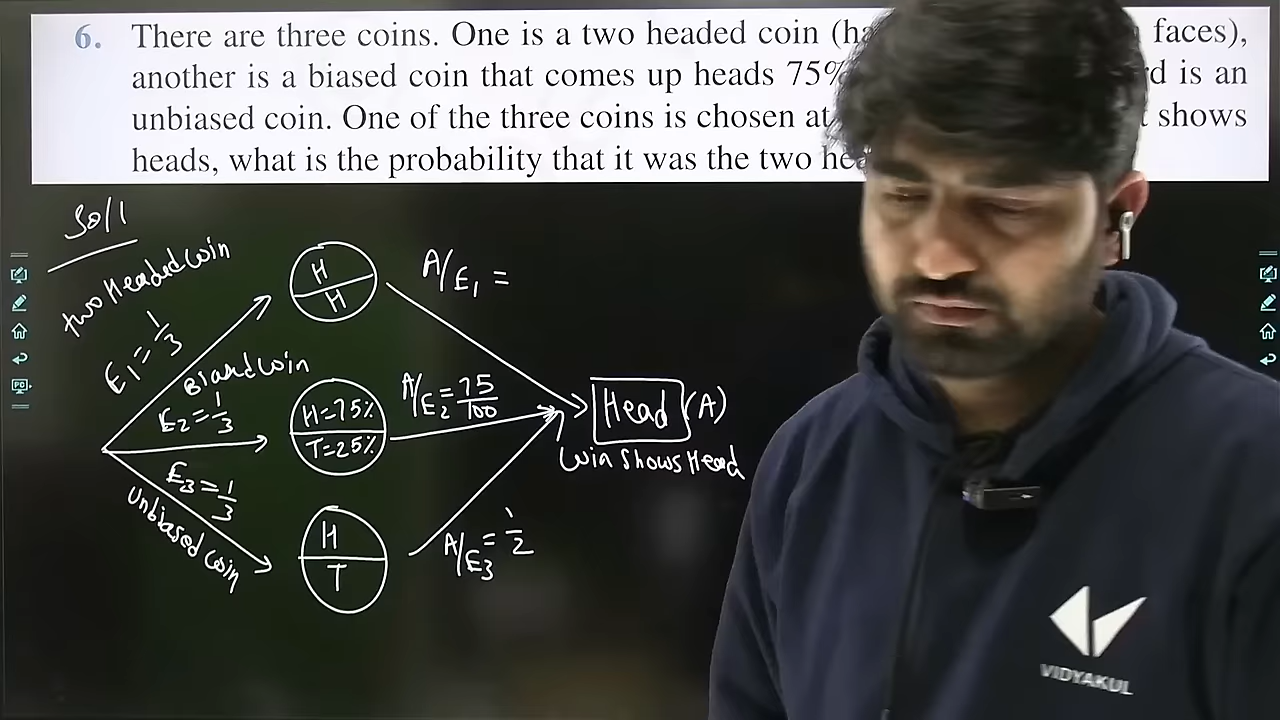 6. There are three coins. One is a two headed coin (ha faces),
another is a biased coin that comes up heads 75% rd is an
unbiased coin. One of the three coins is chosen at shows
heads, what is the probability that it was the two hea
Sol
two Headed coin
H
H
A/E₁ =
E₁ = 1/3
Biased coin
E₂ = 1/3
H=75%
T=25%
A/E₂ = 75/100
Head (A)
coin shows Head
E₃ = 1/3
Unbiased coin
H
T
A/E₃ = 1/2
VIDYAKUL